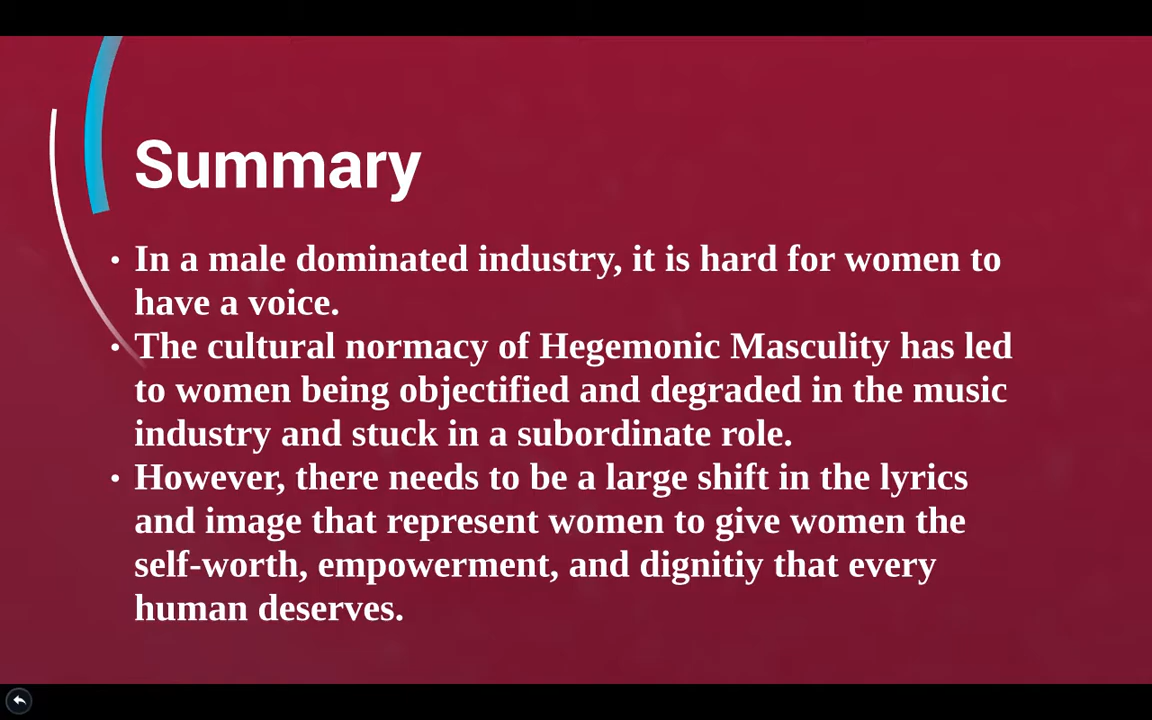 Summary
• In a male dominated industry, it is hard for women to
have a voice.
• The cultural normacy of Hegemonic Masculity has led
to women being objectified and degraded in the music
industry and stuck in a subordinate role.
• However, there needs to be a large shift in the lyrics
and image that represent women to give women the
self-worth, empowerment, and dignitiy that every
human deserves.